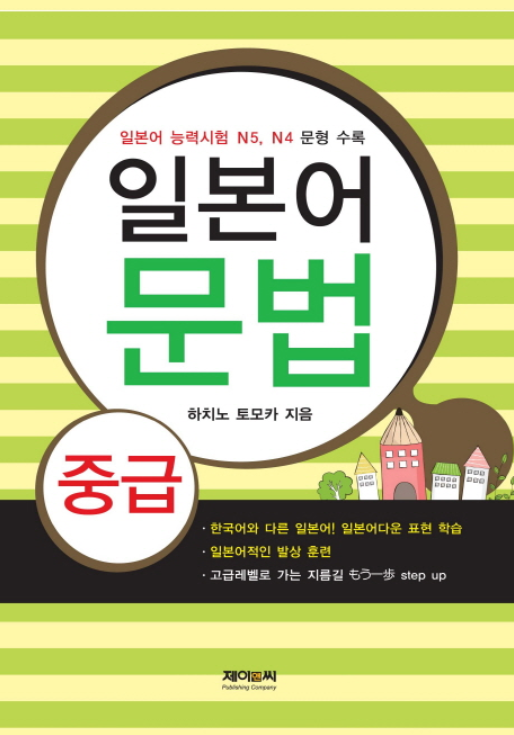 일본어 능력시험 N5, N4 문형 수록
일본어
문법
하치노 토모카 지음
중급
· 한국어와 다른 일본어! 일본어다운 표현 학습
· 일본어적인 발상 훈련
· 고급레벨로 가는 지름길 もう一歩 step up
제이앤씨
Publishing Company